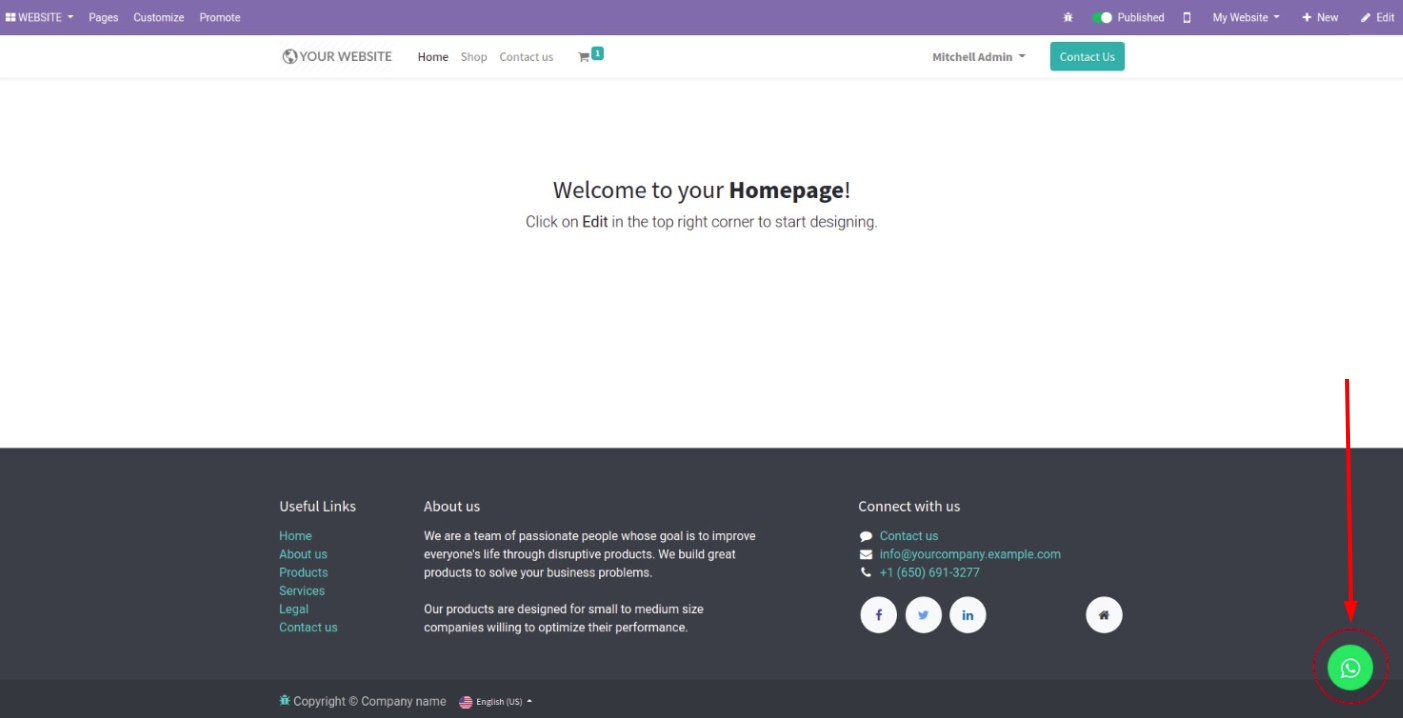 WEBSITE Pages Customize Promote Published My Website + New Edit
YOUR WEBSITE Home Shop Contact us 1 Mitchell Admin Contact Us
Welcome to your Homepage!
Click on Edit in the top right corner to start designing.
Useful Links
Home
About us
Products
Services
Legal
Contact us
About us
We are a team of passionate people whose goal is to improve
everyone's life through disruptive products. We build great
products to solve your business problems.
Our products are designed for small to medium size
companies willing to optimize their performance.
Connect with us
Contact us
info@yourcompany.example.com
+1 (650) 691-3277
f in
Copyright © Company name English (US)